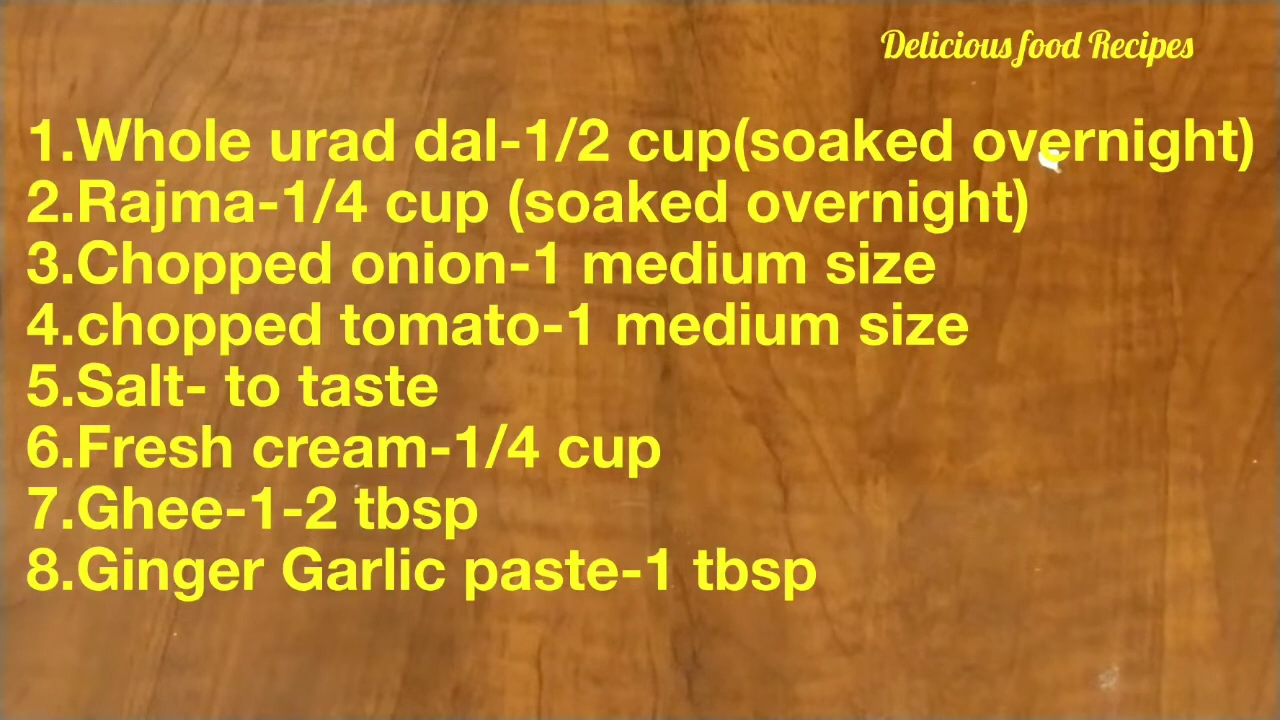 Delicious food Recipes
1.Whole urad dal-1/2 cup(soaked overnight)
2.Rajma-1/4 cup (soaked overnight)
3.Chopped onion-1 medium size
4.chopped tomato-1 medium size
5.Salt- to taste
6.Fresh cream-1/4 cup
7.Ghee-1-2 tbsp
8.Ginger Garlic paste-1 tbsp